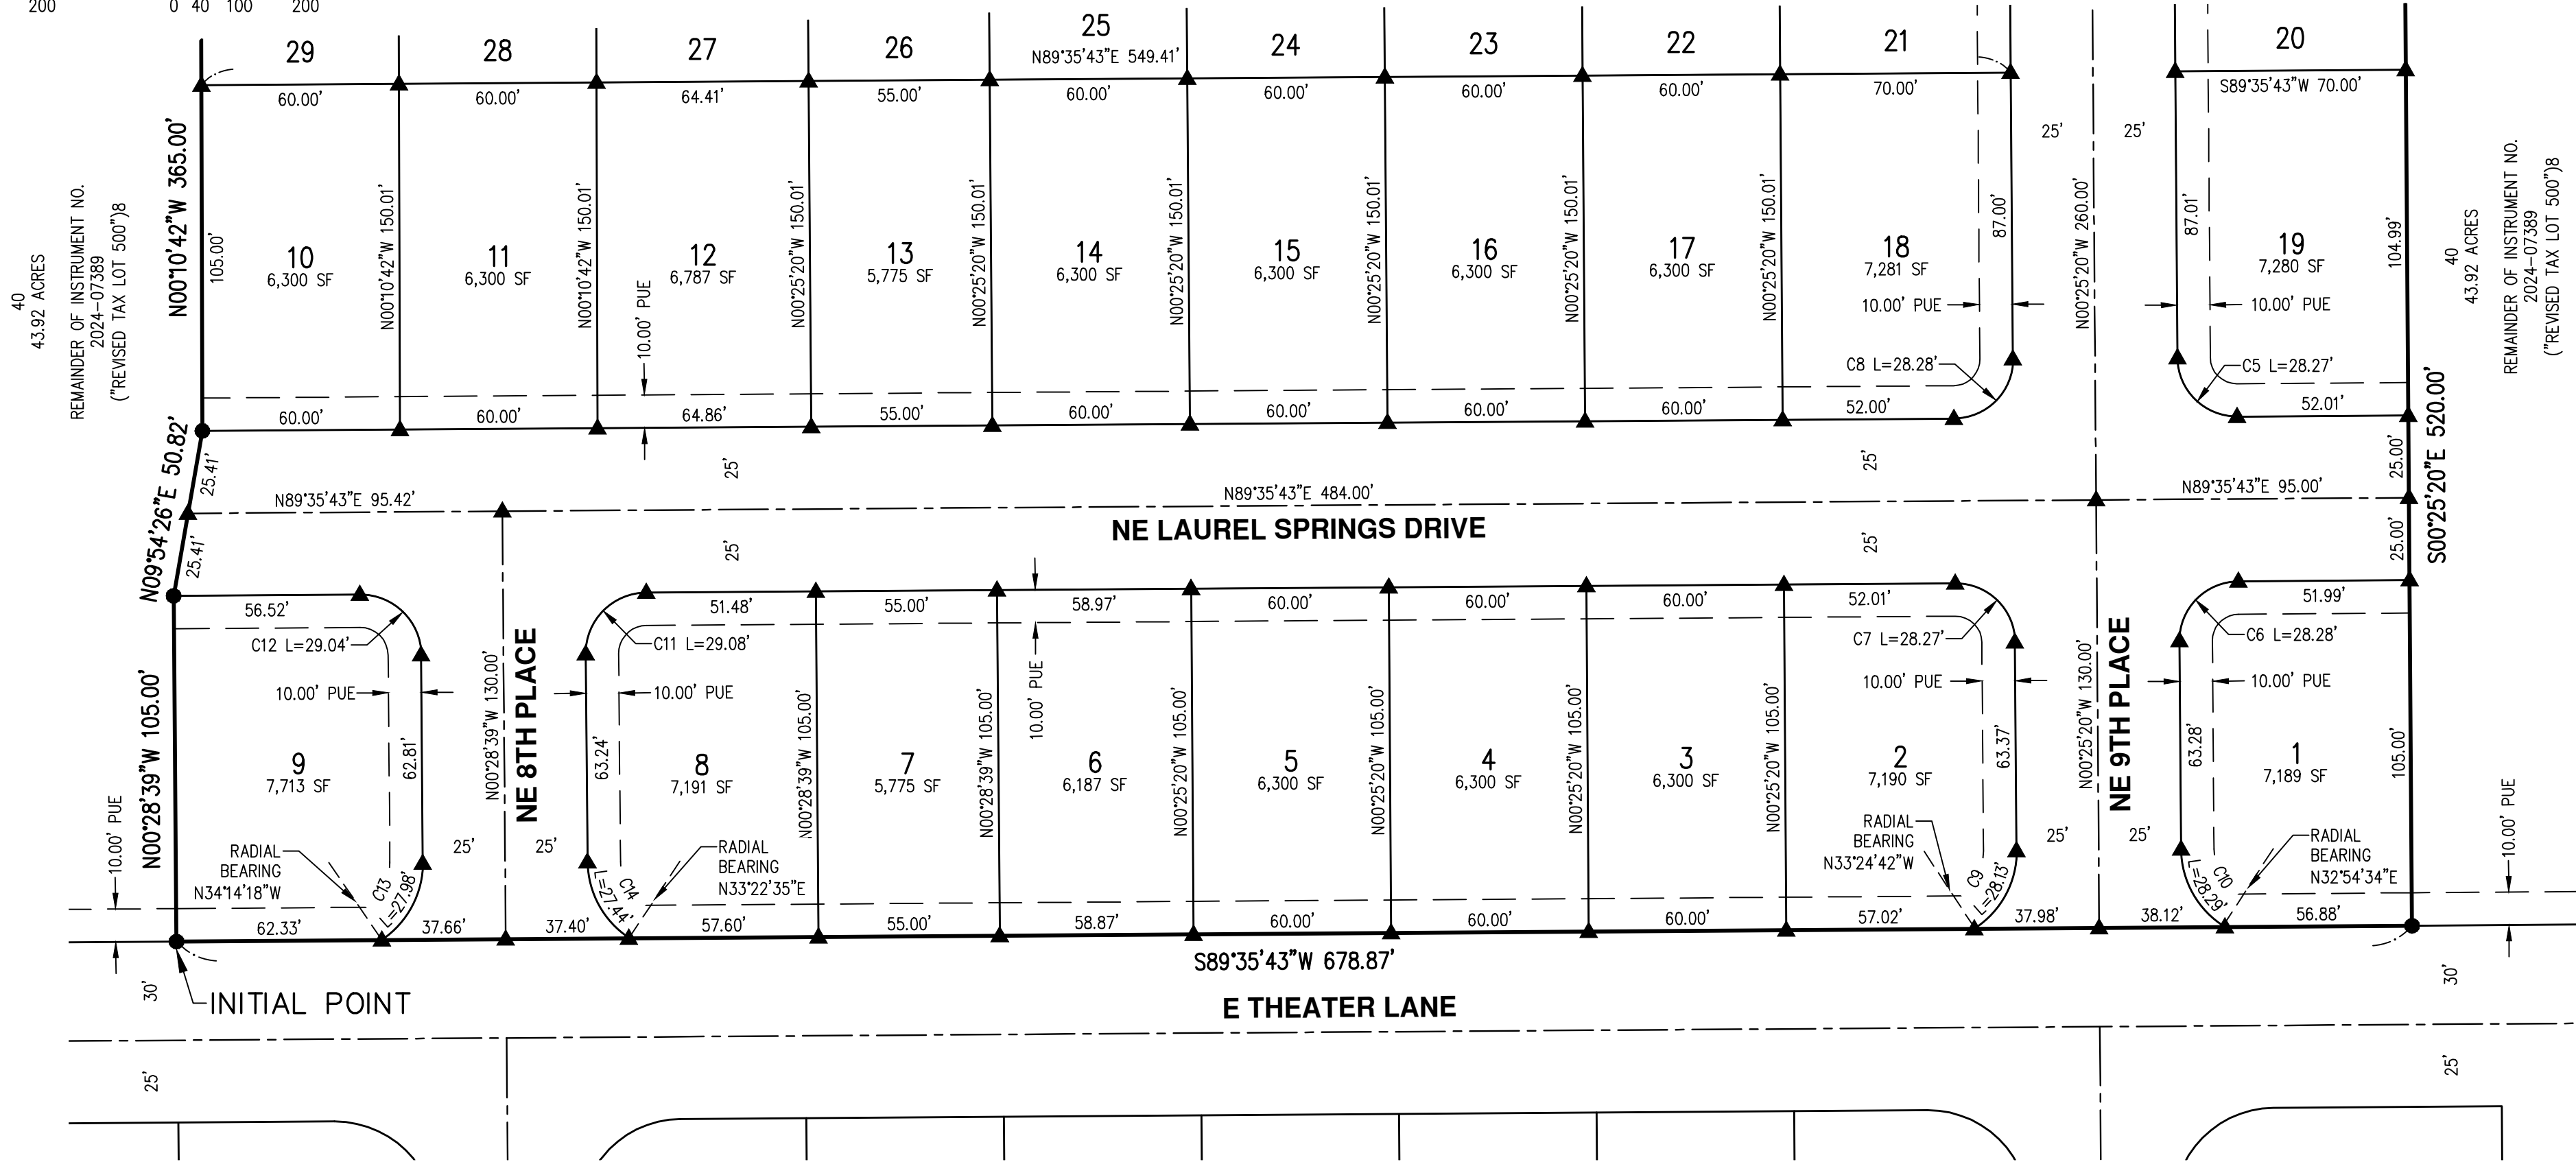 200 0 40 100 200
29 28 27 26 25 24 23 22 21 20
N89°35'43"E 549.41'
60.00' 60.00' 64.41' 55.00' 60.00' 60.00' 60.00' 60.00' 70.00' S89°35'43"W 70.00'
25' 25'
40
43.92 ACRES
REMAINDER OF INSTRUMENT NO.
2024-07389
("REVISED TAX LOT 500")8
N00°10'42"W 365.00'
105.00'
10
6,300 SF
N00°10'42"W 150.01'
11
6,300 SF
N00°10'42"W 150.01'
12
6,787 SF
10.00' PUE
N00°25'20"W 150.01'
13
5,775 SF
N00°25'20"W 150.01'
14
6,300 SF
N00°25'20"W 150.01'
15
6,300 SF
N00°25'20"W 150.01'
16
6,300 SF
N00°25'20"W 150.01'
17
6,300 SF
N00°25'20"W 150.01'
18
7,281 SF
10.00' PUE
87.00'
C8 L=28.28'
N00°25'20"W 260.00'
87.01'
19
7,280 SF
10.00' PUE
C5 L=28.27'
104.99'
40
43.92 ACRES
REMAINDER OF INSTRUMENT NO.
2024-07389
("REVISED TAX LOT 500")8
60.00' 60.00' 64.86' 55.00' 60.00' 60.00' 60.00' 60.00' 52.00' 52.01'
N09°54'26"E 50.82'
25.41'
25.41'
25' 25'
25.00'
S00°25'20"E 520.00'
N89°35'43"E 95.42' N89°35'43"E 484.00' N89°35'43"E 95.00'
NE LAUREL SPRINGS DRIVE
25' 25'
25.00'
56.52' 51.48' 55.00' 58.97' 60.00' 60.00' 60.00' 52.01' 51.99'
C12 L=29.04' C11 L=29.08' C7 L=28.27' C6 L=28.28'
10.00' PUE 10.00' PUE 10.00' PUE 10.00' PUE 10.00' PUE
N00°28'39"W 105.00'
9
7,713 SF
62.81'
N00°28'39"W 130.00'
NE 8TH PLACE
63.24'
8
7,191 SF
N00°28'39"W 105.00'
7
5,775 SF
N00°28'39"W 105.00'
6
6,187 SF
N00°25'20"W 105.00'
5
6,300 SF
N00°25'20"W 105.00'
4
6,300 SF
N00°25'20"W 105.00'
3
6,300 SF
N00°25'20"W 105.00'
2
7,190 SF
63.37'
N00°25'20"W 130.00'
NE 9TH PLACE
63.28'
1
7,189 SF
105.00'
10.00' PUE
RADIAL
BEARING
N34°14'18"W
C13
L=27.98'
25' 25'
C14
L=27.44'
RADIAL
BEARING
N33°22'35"E
RADIAL
BEARING
N33°24'42"W
C9
L=28.13'
25' 25'
C10
L=28.29'
RADIAL
BEARING
N32°54'34"E
10.00' PUE
62.33' 37.66' 37.40' 57.60' 55.00' 58.87' 60.00' 60.00' 60.00' 57.02' 37.98' 38.12' 56.88'
S89°35'43"W 678.87'
30' 30'
INITIAL POINT
E THEATER LANE
25' 25'